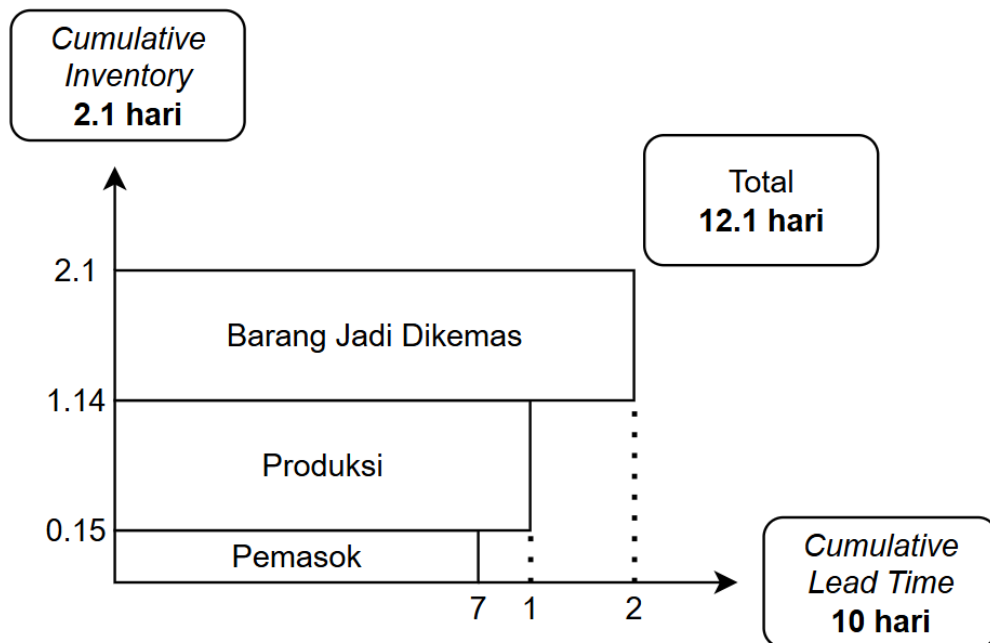 Cumulative
Inventory
2.1 hari
Total
12.1 hari
2.1
Barang Jadi Dikemas
1.14
Produksi
0.15
Pemasok
7
1
2
Cumulative
Lead Time
10 hari